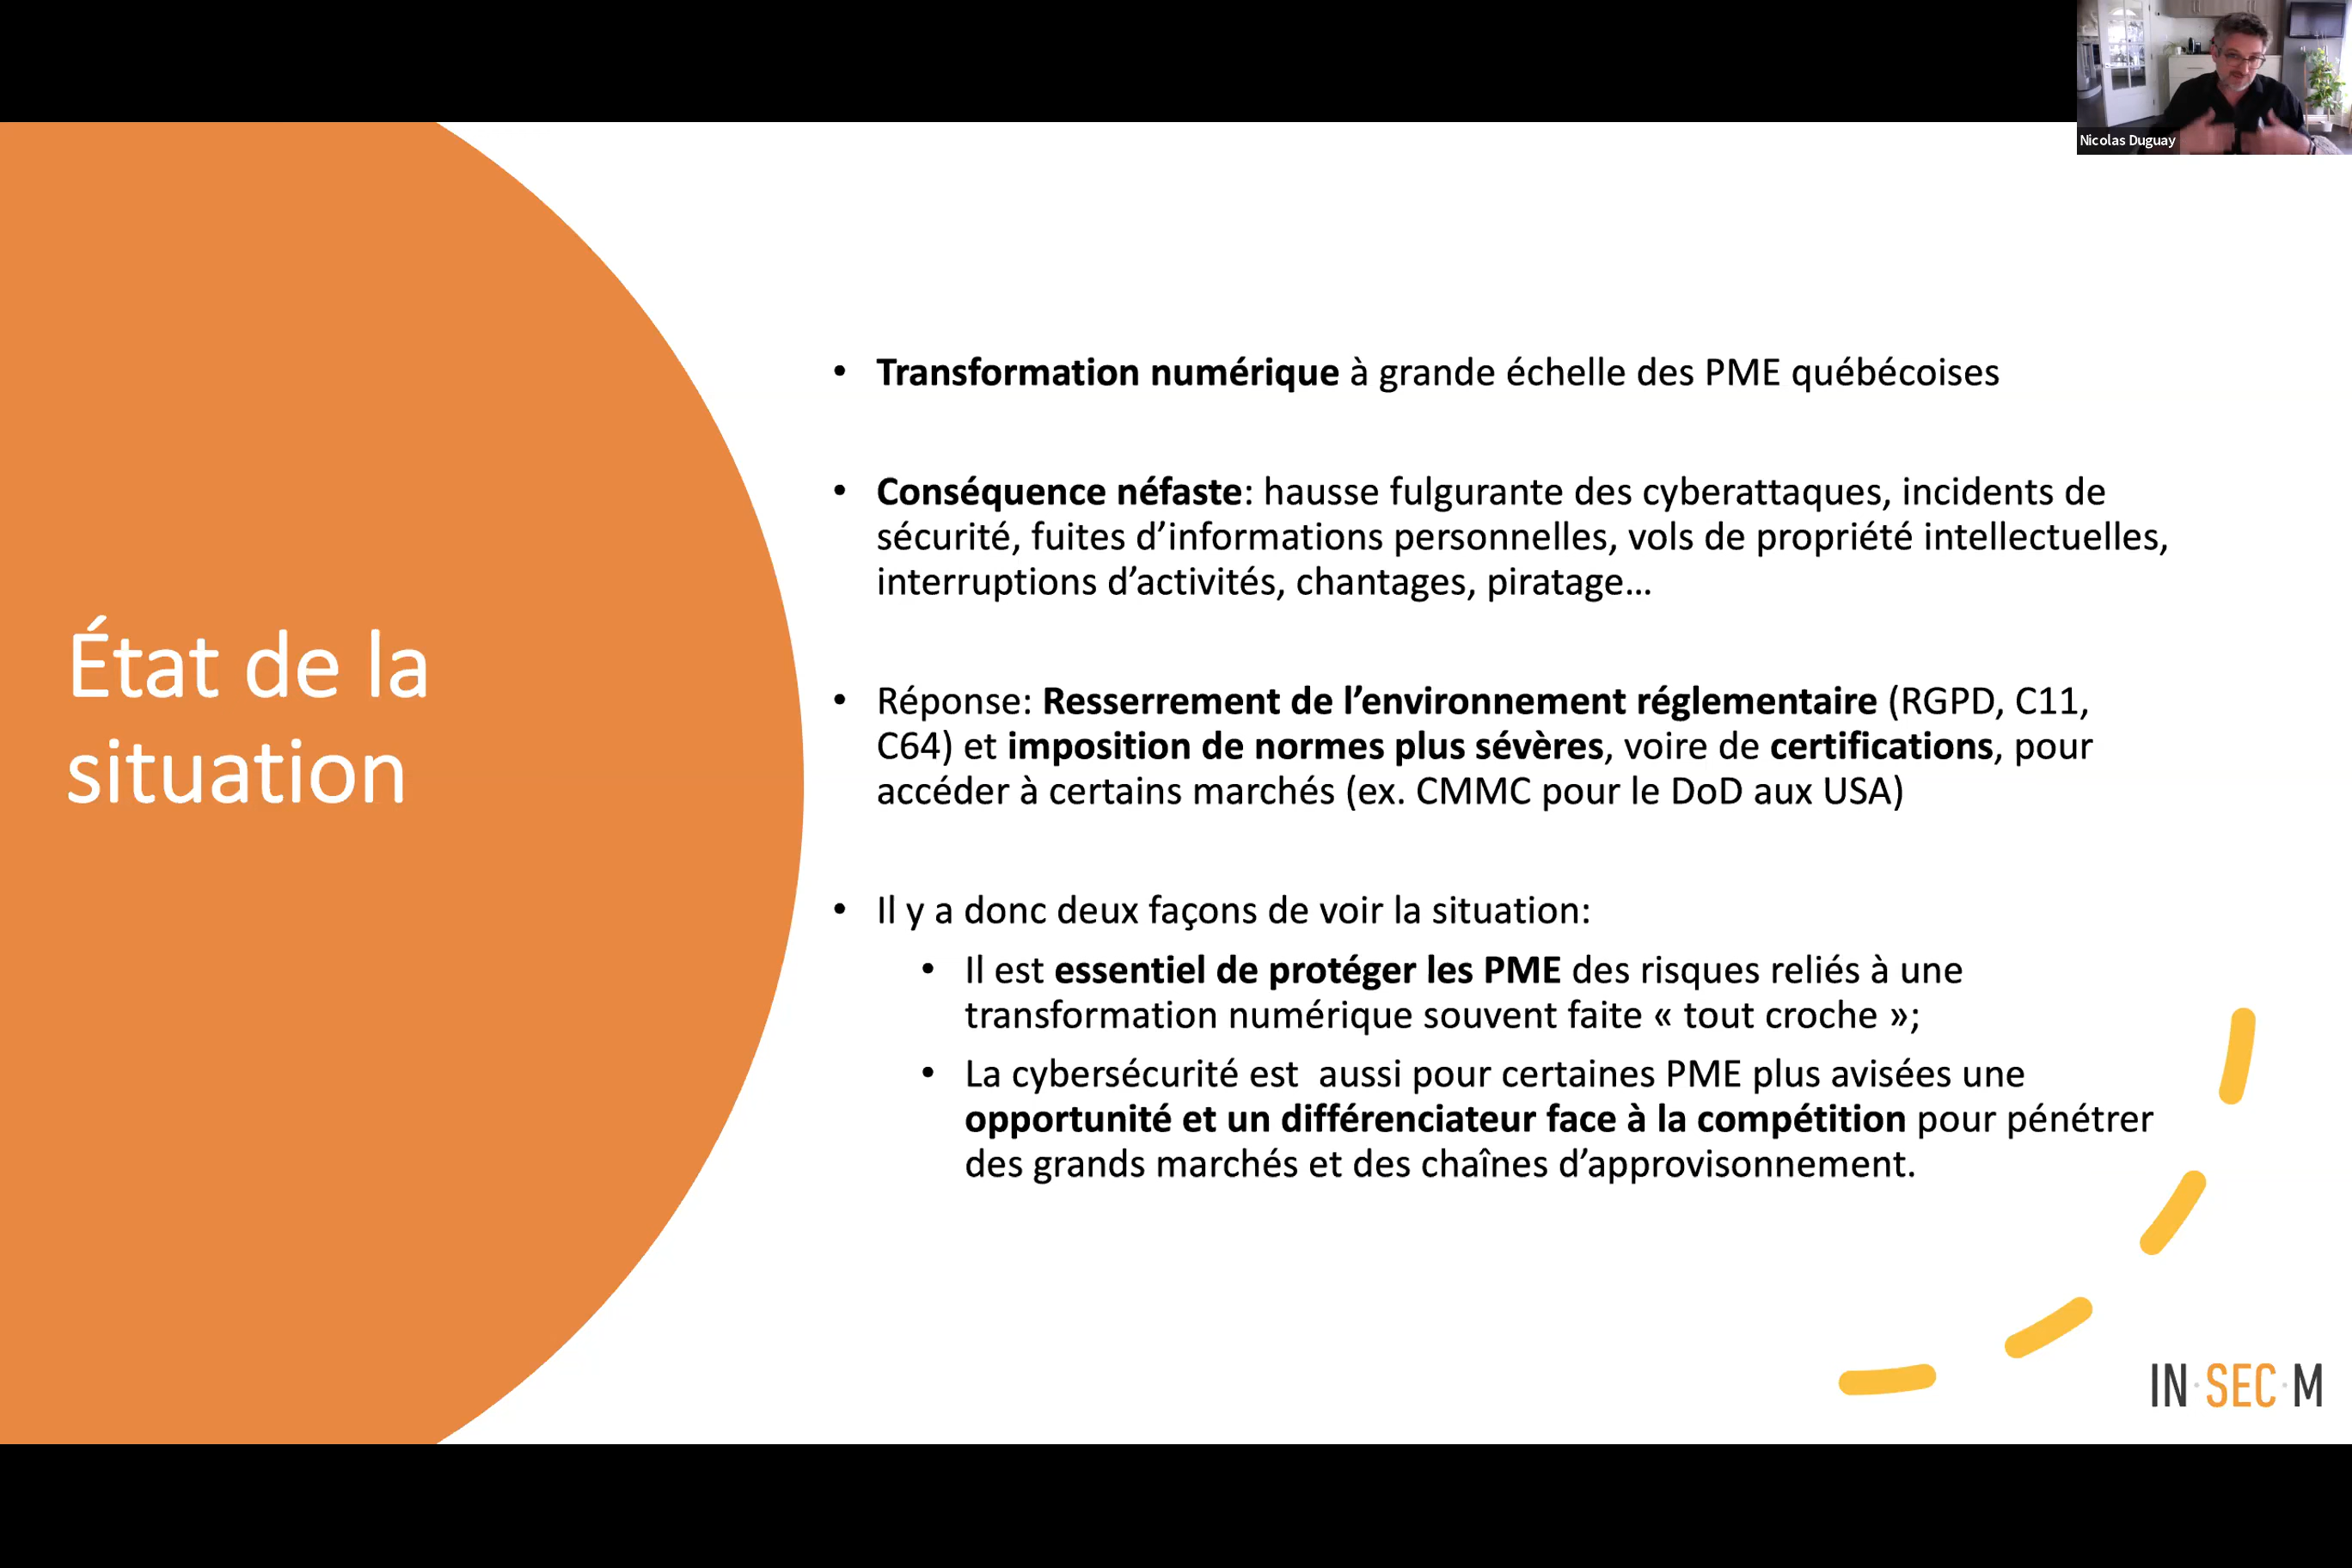 Nicolas Duguay
État de la
situation
• Transformation numérique à grande échelle des PME québécoises
• Conséquence néfaste: hausse fulgurante des cyberattaques, incidents de
sécurité, fuites d’informations personnelles, vols de propriété intellectuelles,
interruptions d’activités, chantages, piratage…
• Réponse: Resserrement de l’environnement réglementaire (RGPD, C11,
C64) et imposition de normes plus sévères, voire de certifications, pour
accéder à certains marchés (ex. CMMC pour le DoD aux USA)
• Il y a donc deux façons de voir la situation:
• Il est essentiel de protéger les PME des risques reliés à une
transformation numérique souvent faite « tout croche »;
• La cybersécurité est  aussi pour certaines PME plus avisées une
opportunité et un différenciateur face à la compétition pour pénétrer
des grands marchés et des chaînes d’approvisonnement.
IN·SEC·M